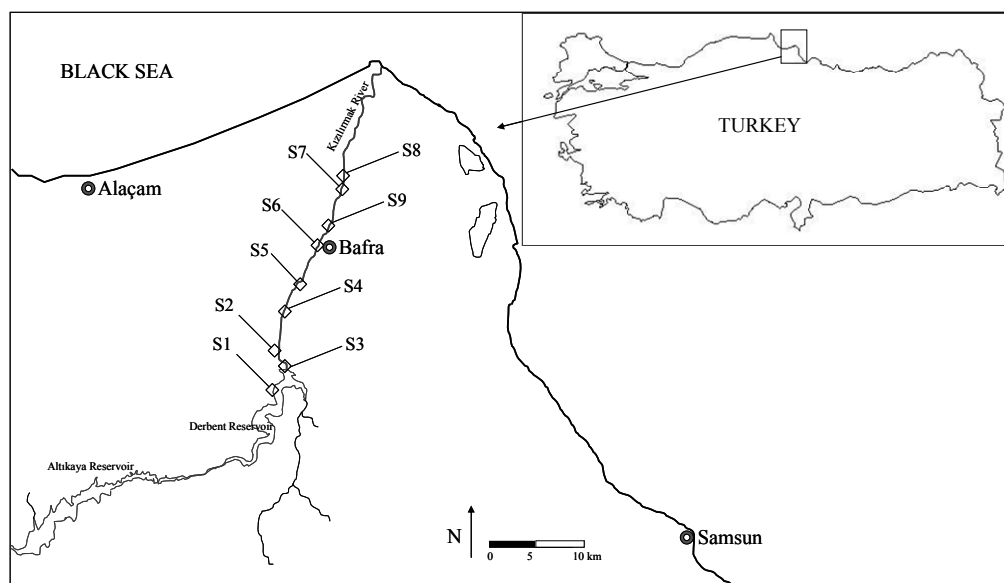 BLACK SEA
TURKEY
Kızılırmak River
S7
S8
Alaçam
S6
S9
Bafra
S5
S4
S2
S1
S3
Derbent Reservoir
Altıkaya Reservoir
N
0 5 10 km
Samsun